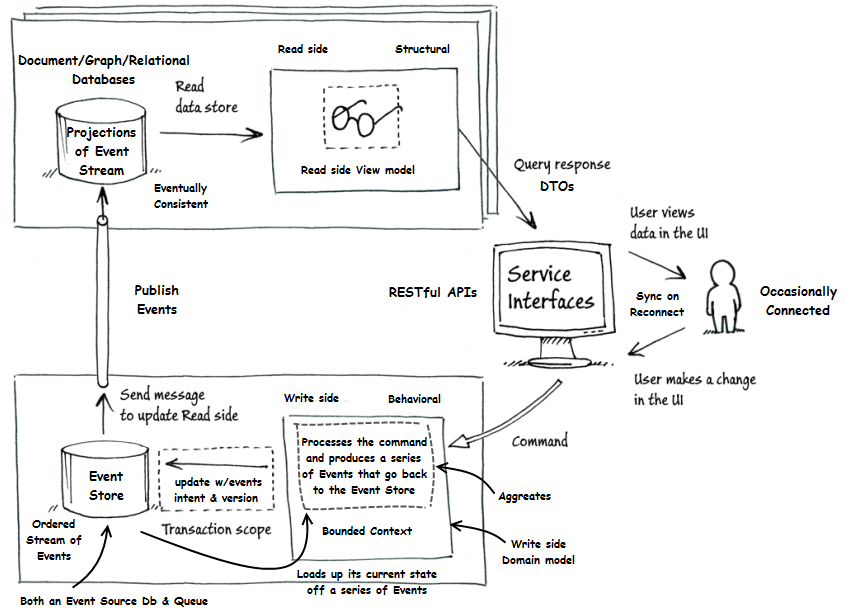 Read side
Structural
Document/Graph/Relational
Databases
Read
data store
Projections
of Event
Stream
Read side View model
Eventually
Consistent
Query response
DTOs
User views
data in the UI
Publish
Events
RESTful APIs
Service
Interfaces
Sync on
Reconnect
Occasionally
Connected
User makes a change
in the UI
Send message
to update Read side
Write side
Behavioral
Command
Processes the command
and produces a series
of Events that go back
to the Event Store
Event
Store
update w/events
intent & version
Aggreates
Ordered
Stream of
Events
Transaction scope
Bounded Context
Write side
Domain model
Loads up its current state
off a series of Events
Both an Event Source Db & Queue